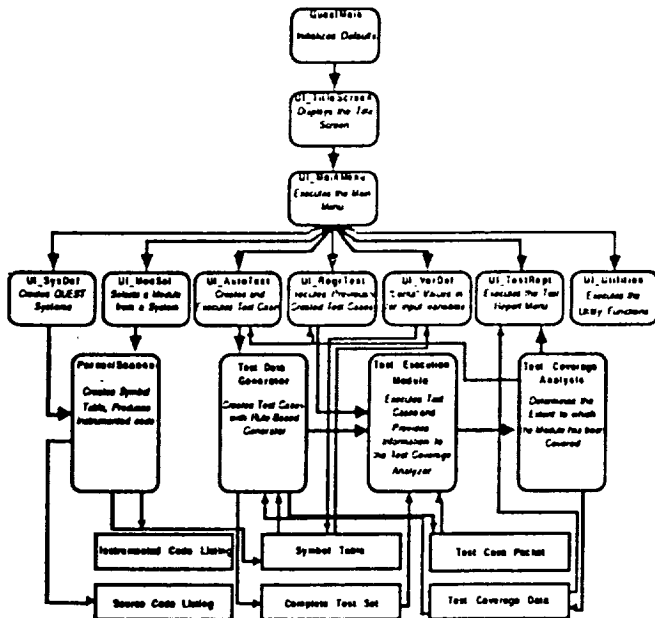 QuestMain
Initializes Defaults
UI_TitleScreen
Displays the Title
Screen
UI_MainMenu
Executes the Main
Menu
UI_SysDef
Creates QUEST
Systems
UI_ModSel
Selects a Module
from a System
UI_AutoTest
Creates and
Executes Test Cases
UI_RegrTest
Executes Previously
Created Test Cases
UI_VarDef
Values in
for input variables
UI_TestRept
Executes the Test
Report Menu
UI_Utilities
Executes the
Utility Functions
Parser/Scanner
Creates Symbol
Table, Produces
Instrumented code
Test Data
Generator
Creates Test Cases
with Rule-Based
Generator
Test Execution
Module
Executes Test
Cases and
Provides
Information to
the Test Coverage
Analyzer
Test Coverage
Analysis
Determines the
Extent to which
the Module has been
Covered
Instrumented Code Listing
Symbol Table
Test Case Packet
Source Code Listing
Complete Test Set
Test Coverage Data